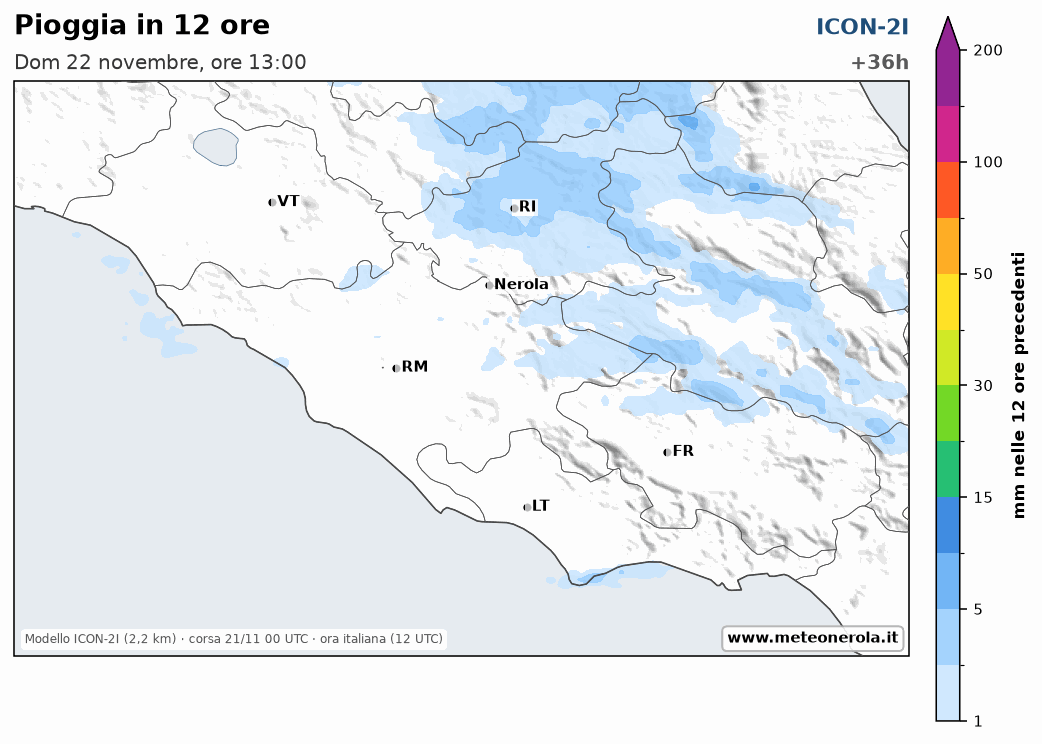 Pioggia in 12 ore
ICON-2I
Dom 22 novembre, ore 13:00
+36h
200
100
50
30
15
5
1
mm nelle 12 ore precedenti
VT
RI
Nerola
RM
FR
LT
Modello ICON-2I (2,2 km) · corsa 21/11 00 UTC · ora italiana (12 UTC)
www.meteonerola.it